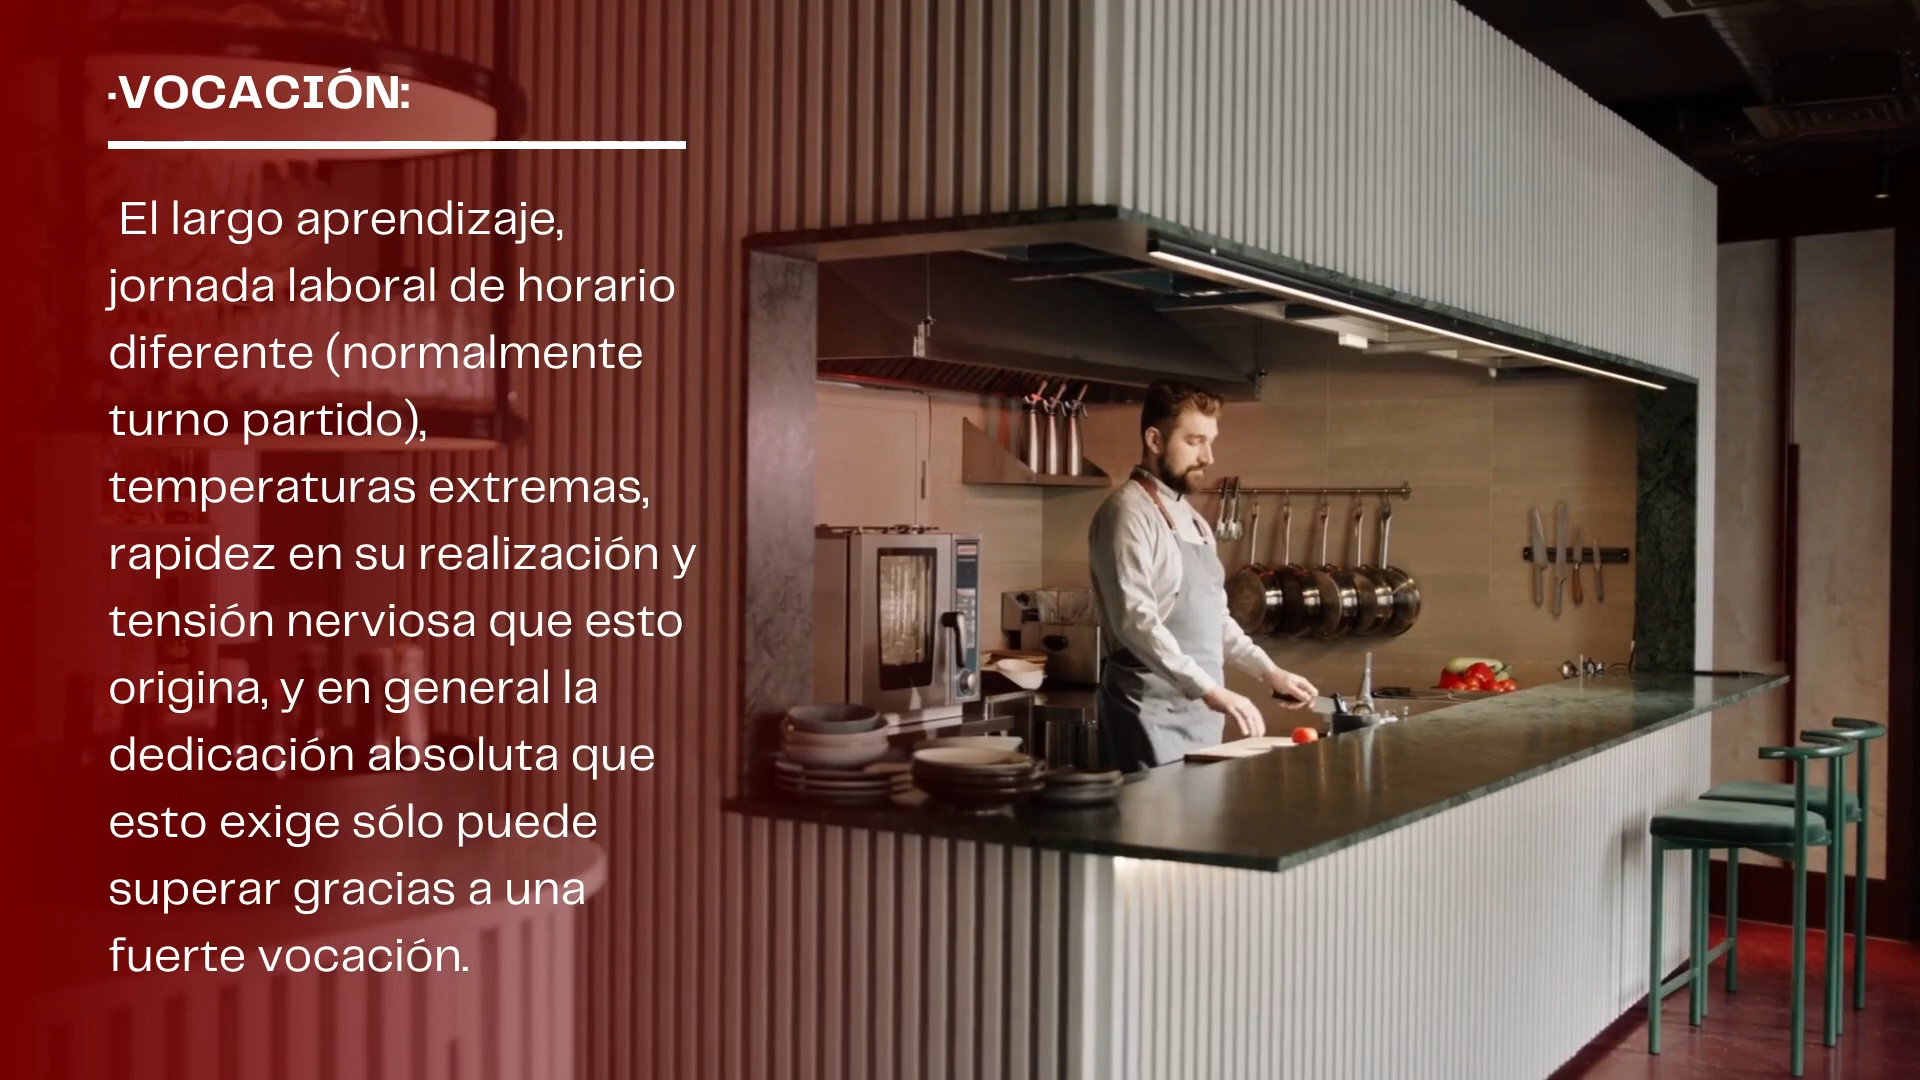 ·VOCACIÓN:
El largo aprendizaje,
jornada laboral de horario
diferente (normalmente
turno partido),
temperaturas extremas,
rapidez en su realización y
tensión nerviosa que esto
origina, y en general la
dedicación absoluta que
esto exige sólo puede
superar gracias a una
fuerte vocación.